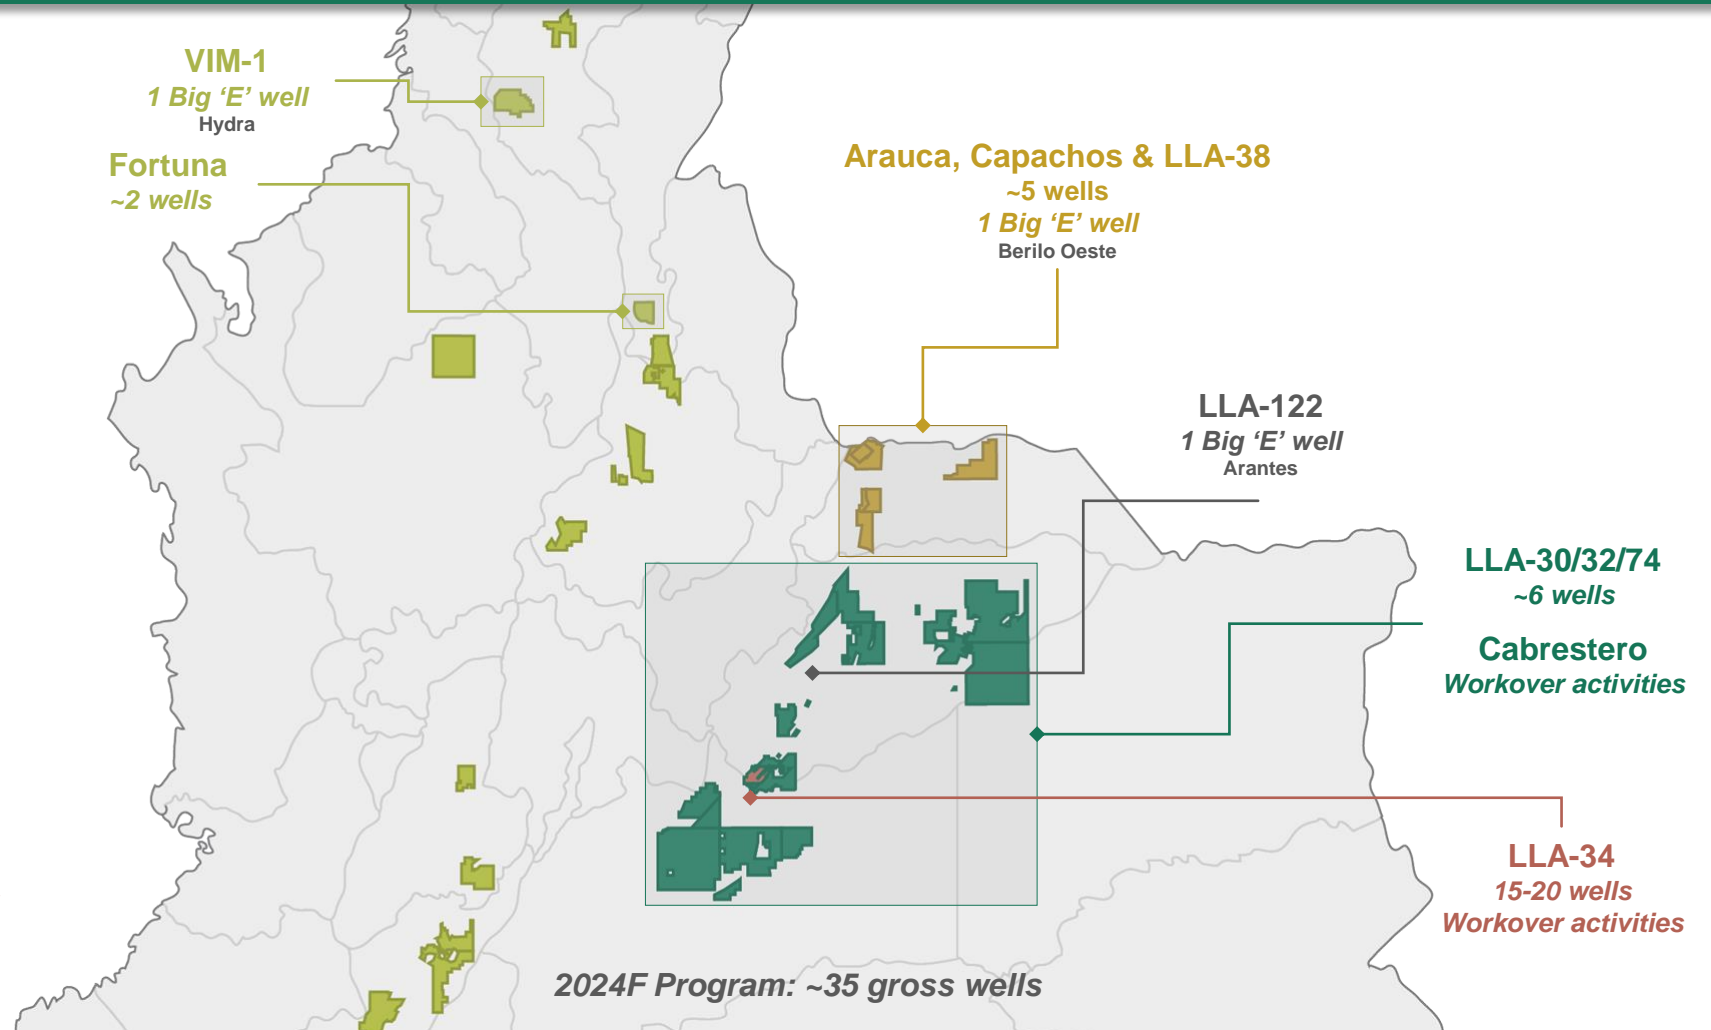 VIM-1
1 Big ‘E’ well
Hydra
Fortuna
~2 wells
Arauca, Capachos & LLA-38
~5 wells
1 Big ‘E’ well
Berilo Oeste
LLA-122
1 Big ‘E’ well
Arantes
LLA-30/32/74
~6 wells
Cabrestero
Workover activities
LLA-34
15-20 wells
Workover activities
2024F Program: ~35 gross wells